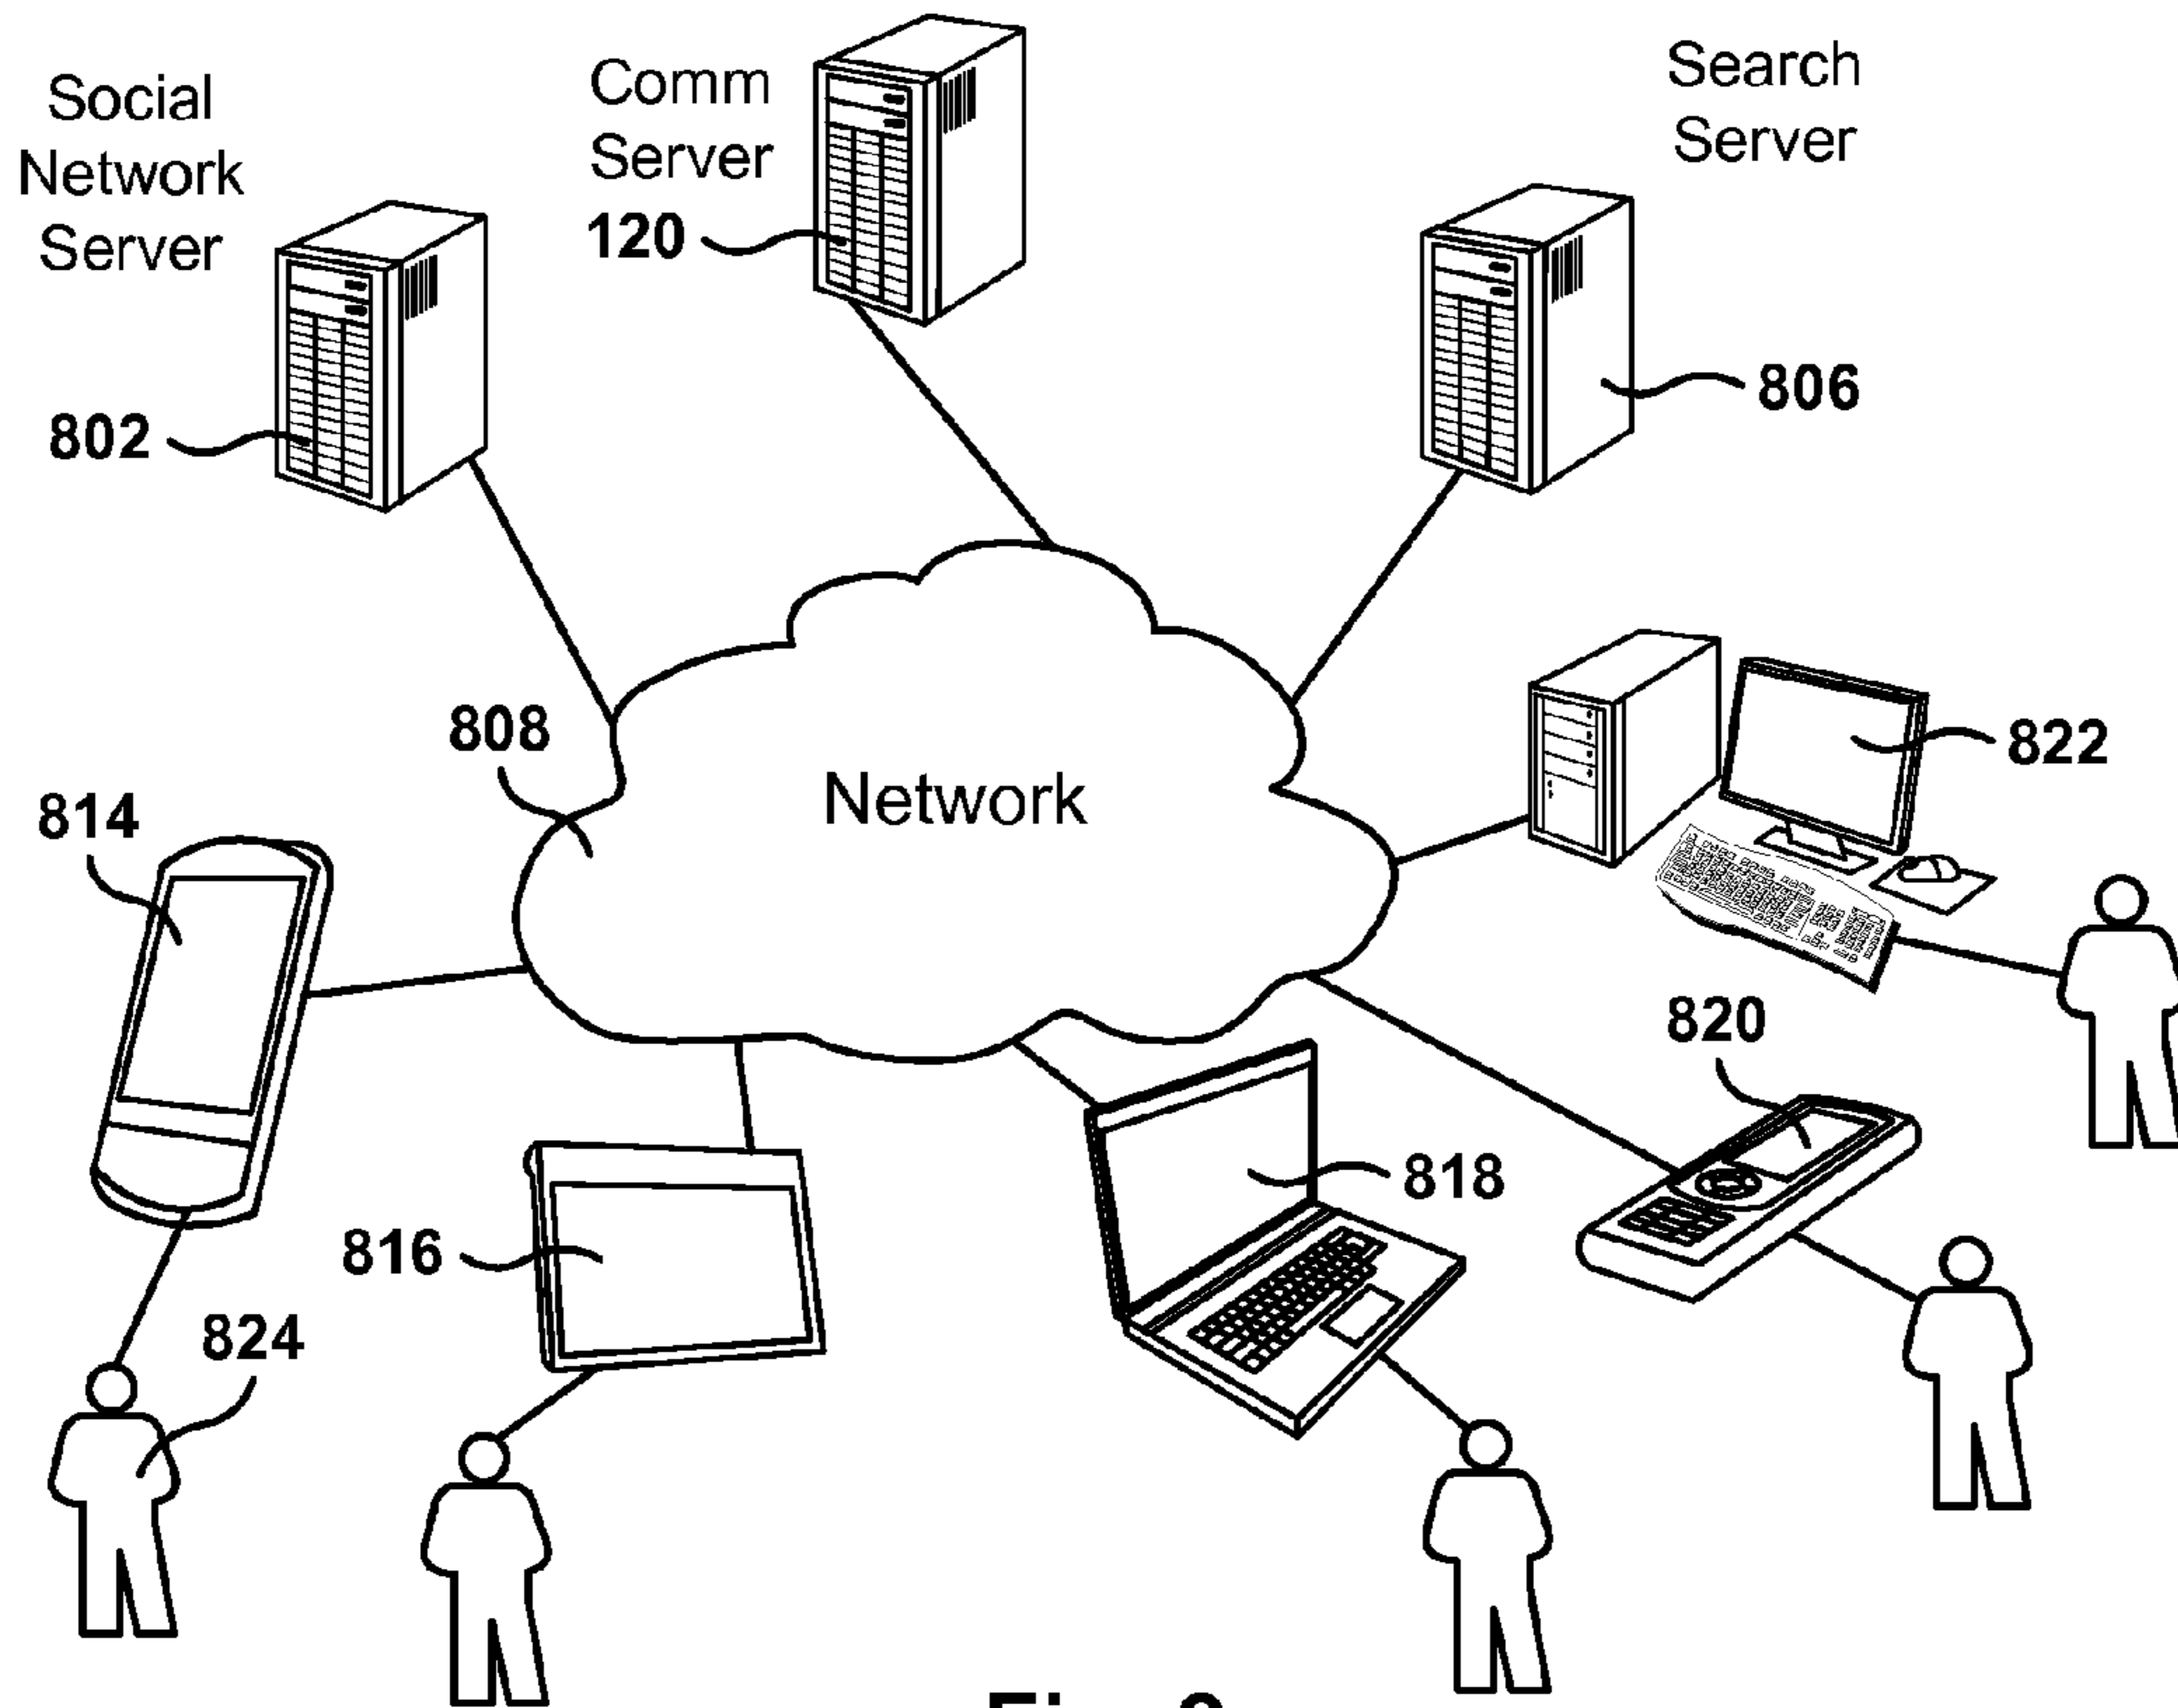 Social
Network
Server
802
Comm
Server
120
Search
Server
806
808
Network
822
814
820
818
816
824